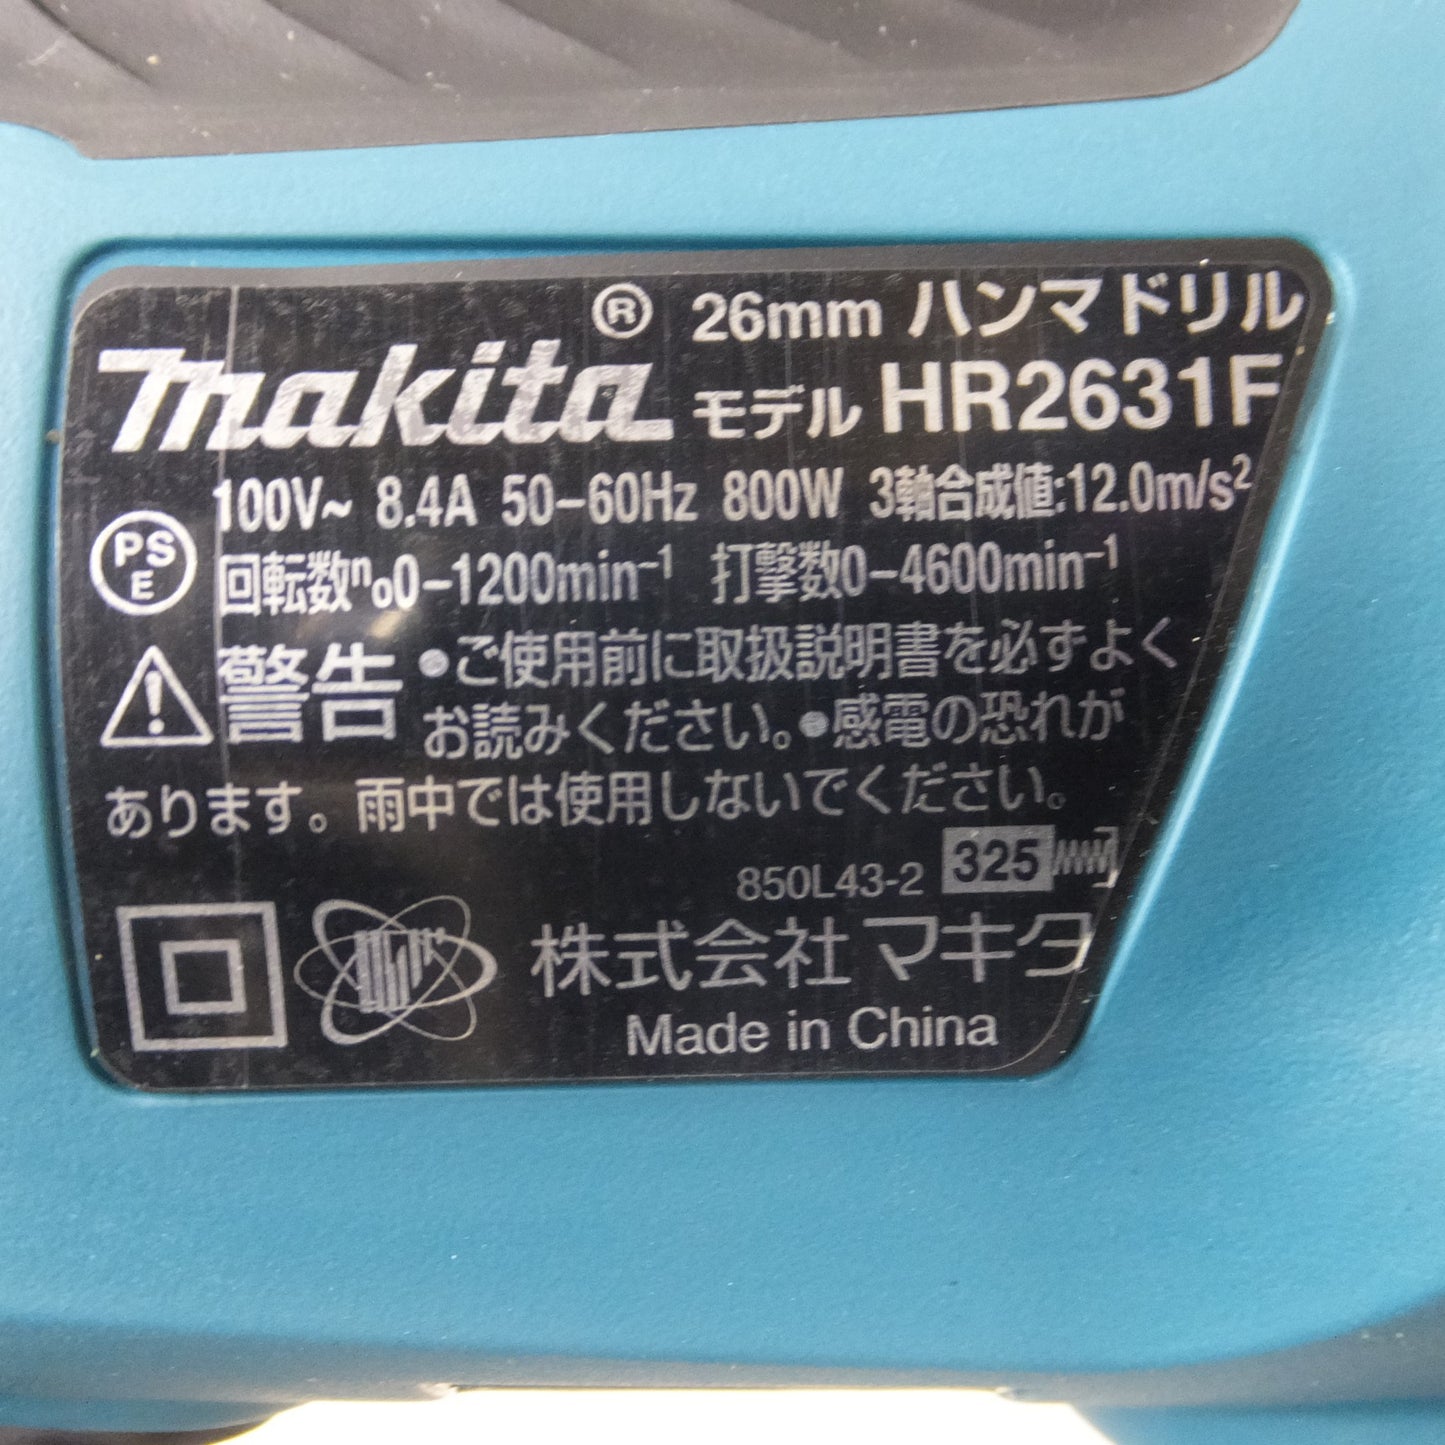 makita® 26mm ハンマドリル
モデル HR2631F
100V~ 8.4A 50-60Hz 800W 3軸合成値:12.0m/s²
PS
E
回転数n₀0-1200min⁻¹ 打撃数0-4600min⁻¹
警告 ●ご使用前に取扱説明書を必ずよく
お読みください。●感電の恐れが
あります。雨中では使用しないでください。
850L43-2 325
株式会社マキタ
Made in China